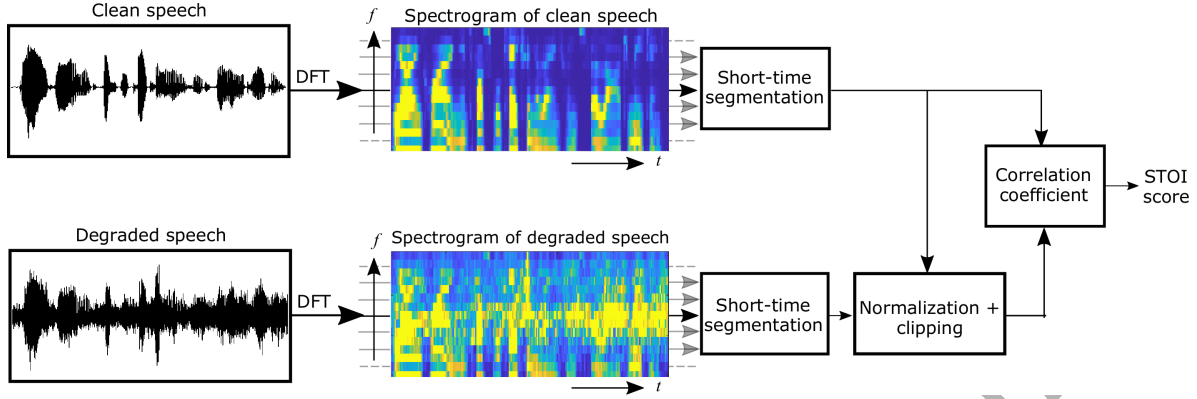 Clean speech
f
Spectrogram of clean speech
DFT
Short-time
segmentation
t
Correlation
coefficient
STOI
score
Degraded speech
f
Spectrogram of degraded speech
DFT
Short-time
segmentation
Normalization +
clipping
t